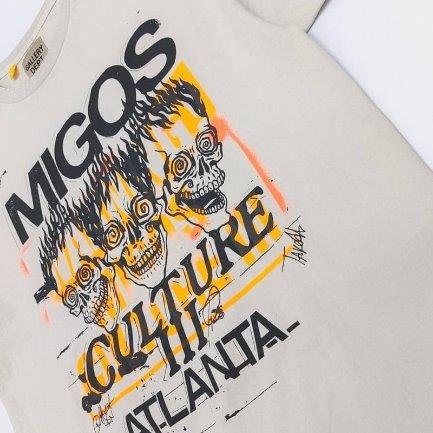 GALLERY
DEPT.
MIGOS
CULTURE
III
ATLANTA